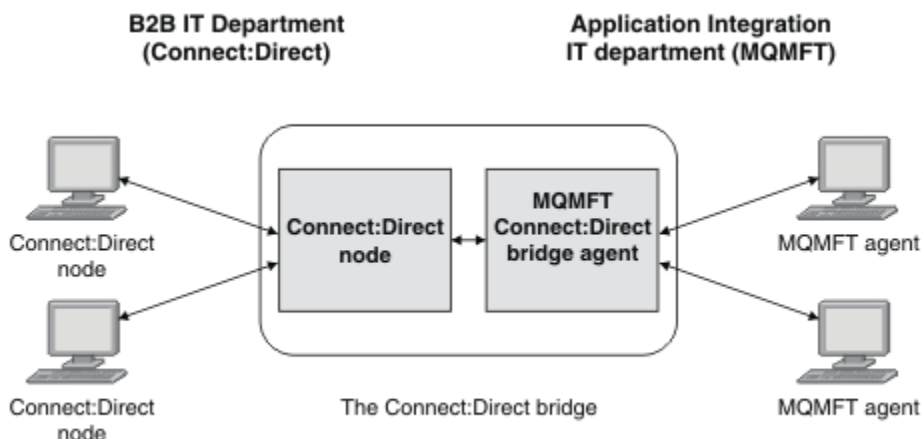 B2B IT Department
(Connect:Direct)
Application Integration
IT department (MQMFT)
Connect:Direct
node
Connect:Direct
node
Connect:Direct
node
MQMFT
Connect:Direct
bridge agent
The Connect:Direct bridge
MQMFT agent
MQMFT agent